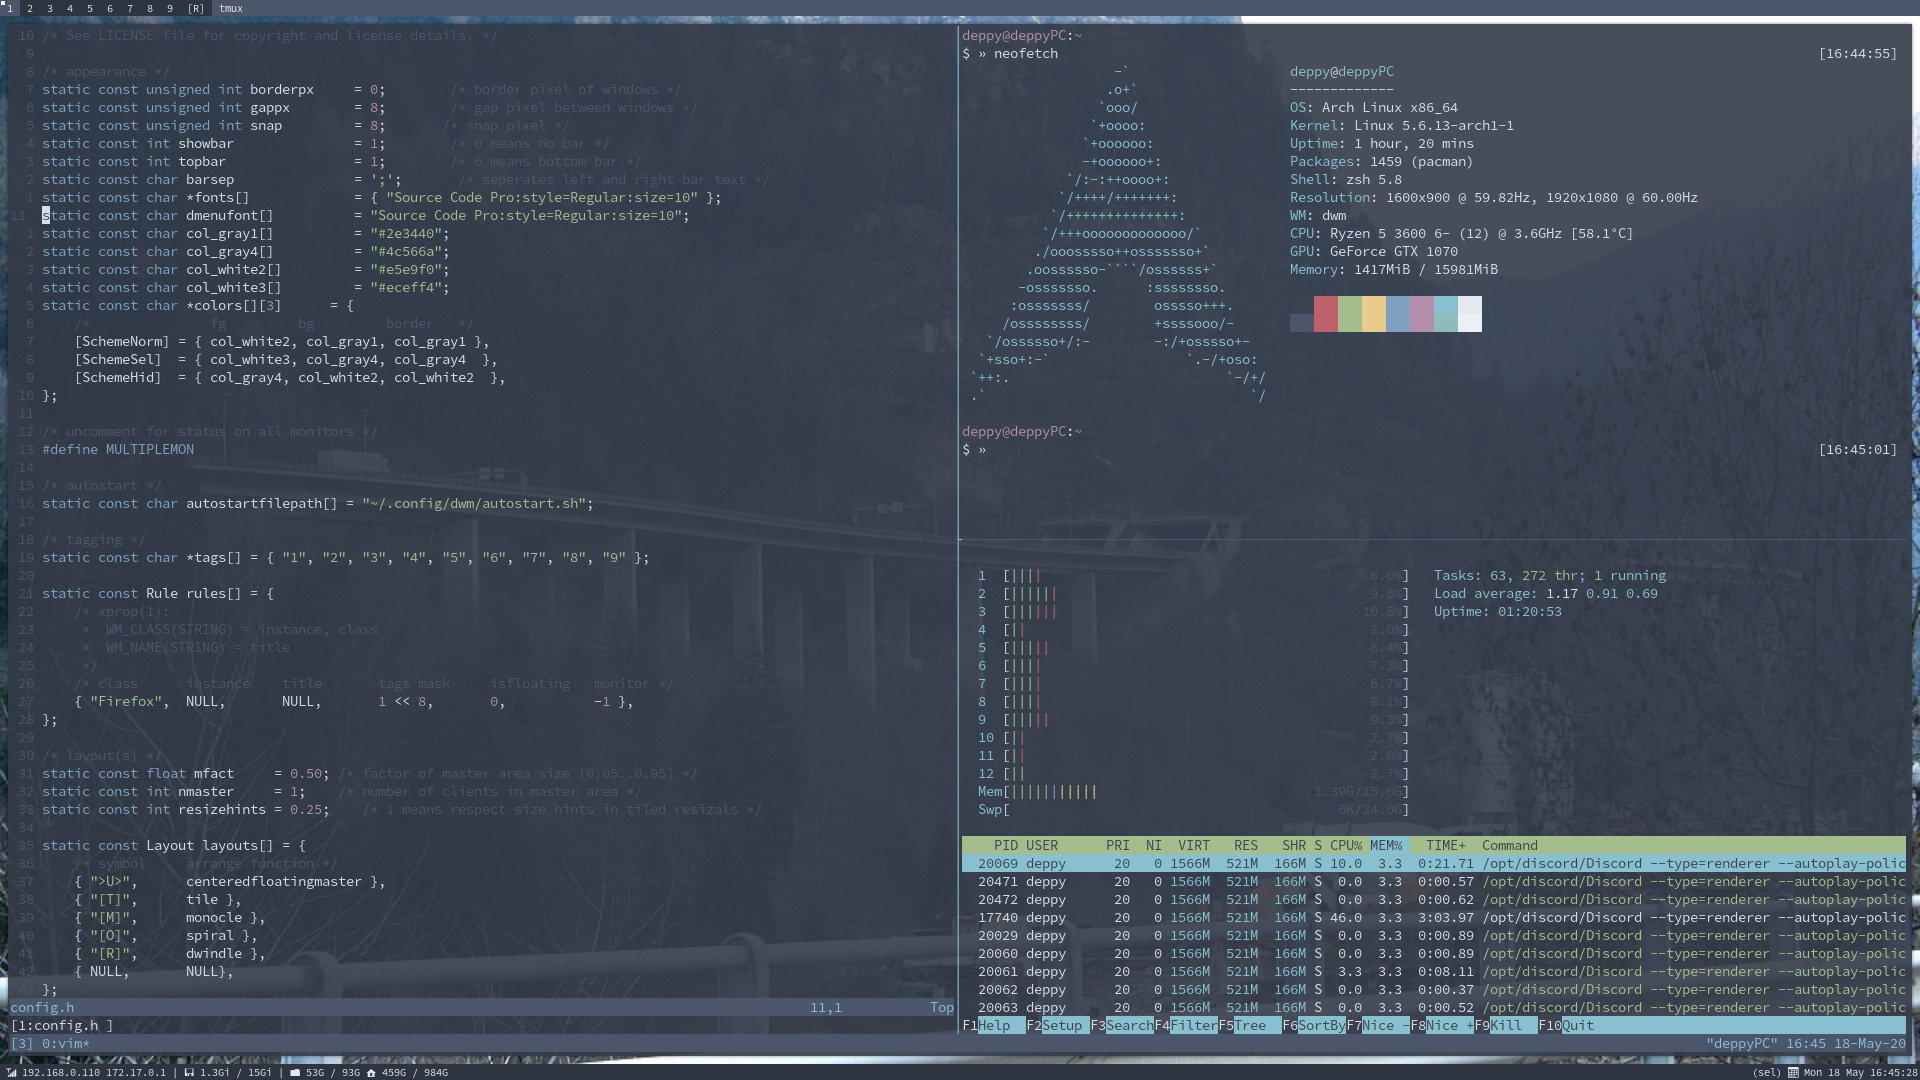 1 2 3 4 5 6 7 8 9 [R] tmux
10 /* See LICENSE file for copyright and license details. */
9
8 /* appearance */
7 static const unsigned int borderpx     = 0;        /* border pixel of windows */
6 static const unsigned int gappx        = 8;        /* gap pixel between windows */
5 static const unsigned int snap         = 8;       /* snap pixel */
4 static const int showbar               = 1;        /* 0 means no bar */
3 static const int topbar                = 1;        /* 0 means bottom bar */
2 static const char barsep               = ';';       /* seperates left and right bar text */
1 static const char *fonts[]             = { "Source Code Pro:style=Regular:size=10" };
11 static const char dmenufont[]          = "Source Code Pro:style=Regular:size=10";
1 static const char col_gray1[]          = "#2e3440";
2 static const char col_gray4[]          = "#4c566a";
3 static const char col_white2[]         = "#e5e9f0";
4 static const char col_white3[]         = "#eceff4";
5 static const char *colors[][3]      = {
6     /*               fg         bg         border   */
7     [SchemeNorm] = { col_white2, col_gray1, col_gray1 },
8     [SchemeSel]  = { col_white3, col_gray4, col_gray4  },
9     [SchemeHid]  = { col_gray4, col_white2, col_white2  },
10 };
11
12 /* uncomment for status on all monitors */
13 #define MULTIPLEMON
14
15 /* autostart */
16 static const char autostartfilepath[] = "~/.config/dwm/autostart.sh";
17
18 /* tagging */
19 static const char *tags[] = { "1", "2", "3", "4", "5", "6", "7", "8", "9" };
20
21 static const Rule rules[] = {
22     /* xprop(1):
23      *  WM_CLASS(STRING) = instance, class
24      *  WM_NAME(STRING) = title
25      */
26     /* class      instance    title       tags mask     isfloating   monitor */
27     { "Firefox",  NULL,       NULL,       1 << 8,       0,           -1 },
28 };
29
30 /* layout(s) */
31 static const float mfact     = 0.50; /* factor of master area size [0.05..0.95] */
32 static const int nmaster     = 1;    /* number of clients in master area */
33 static const int resizehints = 0.25;    /* 1 means respect size hints in tiled resizals */
34
35 static const Layout layouts[] = {
36     /* symbol     arrange function */
37     { ">U>",      centeredfloatingmaster },
38     { "[T]",      tile },
39     { "[M]",      monocle },
40     { "[O]",      spiral },
41     { "[R]",      dwindle },
42     { NULL,       NULL},
43 };
config.h 11,1 Top
[1:config.h ]
[3] 0:vim*
deppy@deppyPC:~
$ » neofetch [16:44:55]
-`
.o+`
`ooo/
`+oooo:
`+oooooo:
-+oooooo+:
`/:-:++oooo+:
`/++++/+++++++:
`/++++++++++++++:
`/+++ooooooooooooo/`
./ooosssso++osssssso+`
.oossssso-````/ossssss+`
-osssssso.      :ssssssso.
:osssssss/        osssso+++.
/ossssssss/        +ssssooo/-
`/ossssso+/:-        -:/+osssso+-
`+sso+:-`                 `.-/+oso:
`++:.                           `-/+/
.`                                 `/
deppy@deppyPC
-------------
OS: Arch Linux x86_64
Kernel: Linux 5.6.13-arch1-1
Uptime: 1 hour, 20 mins
Packages: 1459 (pacman)
Shell: zsh 5.8
Resolution: 1600x900 @ 59.82Hz, 1920x1080 @ 60.00Hz
WM: dwm
CPU: Ryzen 5 3600 6- (12) @ 3.6GHz [58.1°C]
GPU: GeForce GTX 1070
Memory: 1417MiB / 15981MiB
deppy@deppyPC:~
$ » [16:45:01]
1 [|||| 6.0%]
2 [|||||| 9.8%]
3 [|||||| 10.5%]
4 [|| 2.0%]
5 [||||| 8.4%]
6 [|||| 7.3%]
7 [|||| 6.7%]
8 [|||| 8.1%]
9 [||||| 9.3%]
10 [|| 2.7%]
11 [|| 2.0%]
12 [|| 2.7%]
Mem[||||||||||| 1.39G/15.6G]
Swp[ 0K/24.0G]
Tasks: 63, 272 thr; 1 running
Load average: 1.17 0.91 0.69
Uptime: 01:20:53
PID USER PRI NI VIRT RES SHR S CPU% MEM% TIME+ Command
20069 deppy 20 0 1566M 521M 166M S 10.0 3.3 0:21.71 /opt/discord/Discord --type=renderer --autoplay-polic
20471 deppy 20 0 1566M 521M 166M S 0.0 3.3 0:00.57 /opt/discord/Discord --type=renderer --autoplay-polic
20472 deppy 20 0 1566M 521M 166M S 0.0 3.3 0:00.62 /opt/discord/Discord --type=renderer --autoplay-polic
17740 deppy 20 0 1566M 521M 166M S 46.0 3.3 3:03.97 /opt/discord/Discord --type=renderer --autoplay-polic
20029 deppy 20 0 1566M 521M 166M S 0.0 3.3 0:00.89 /opt/discord/Discord --type=renderer --autoplay-polic
20060 deppy 20 0 1566M 521M 166M S 0.0 3.3 0:00.89 /opt/discord/Discord --type=renderer --autoplay-polic
20061 deppy 20 0 1566M 521M 166M S 3.3 3.3 0:08.11 /opt/discord/Discord --type=renderer --autoplay-polic
20062 deppy 20 0 1566M 521M 166M S 0.0 3.3 0:00.37 /opt/discord/Discord --type=renderer --autoplay-polic
20063 deppy 20 0 1566M 521M 166M S 0.0 3.3 0:00.52 /opt/discord/Discord --type=renderer --autoplay-polic
F1Help F2Setup F3SearchF4FilterF5Tree F6SortByF7Nice -F8Nice +F9Kill F10Quit
"deppyPC" 16:45 18-May-20
192.168.0.110 172.17.0.1 | 1.3Gi / 15Gi | 53G / 93G 459G / 984G
(sel) Mon 18 May 16:45:28